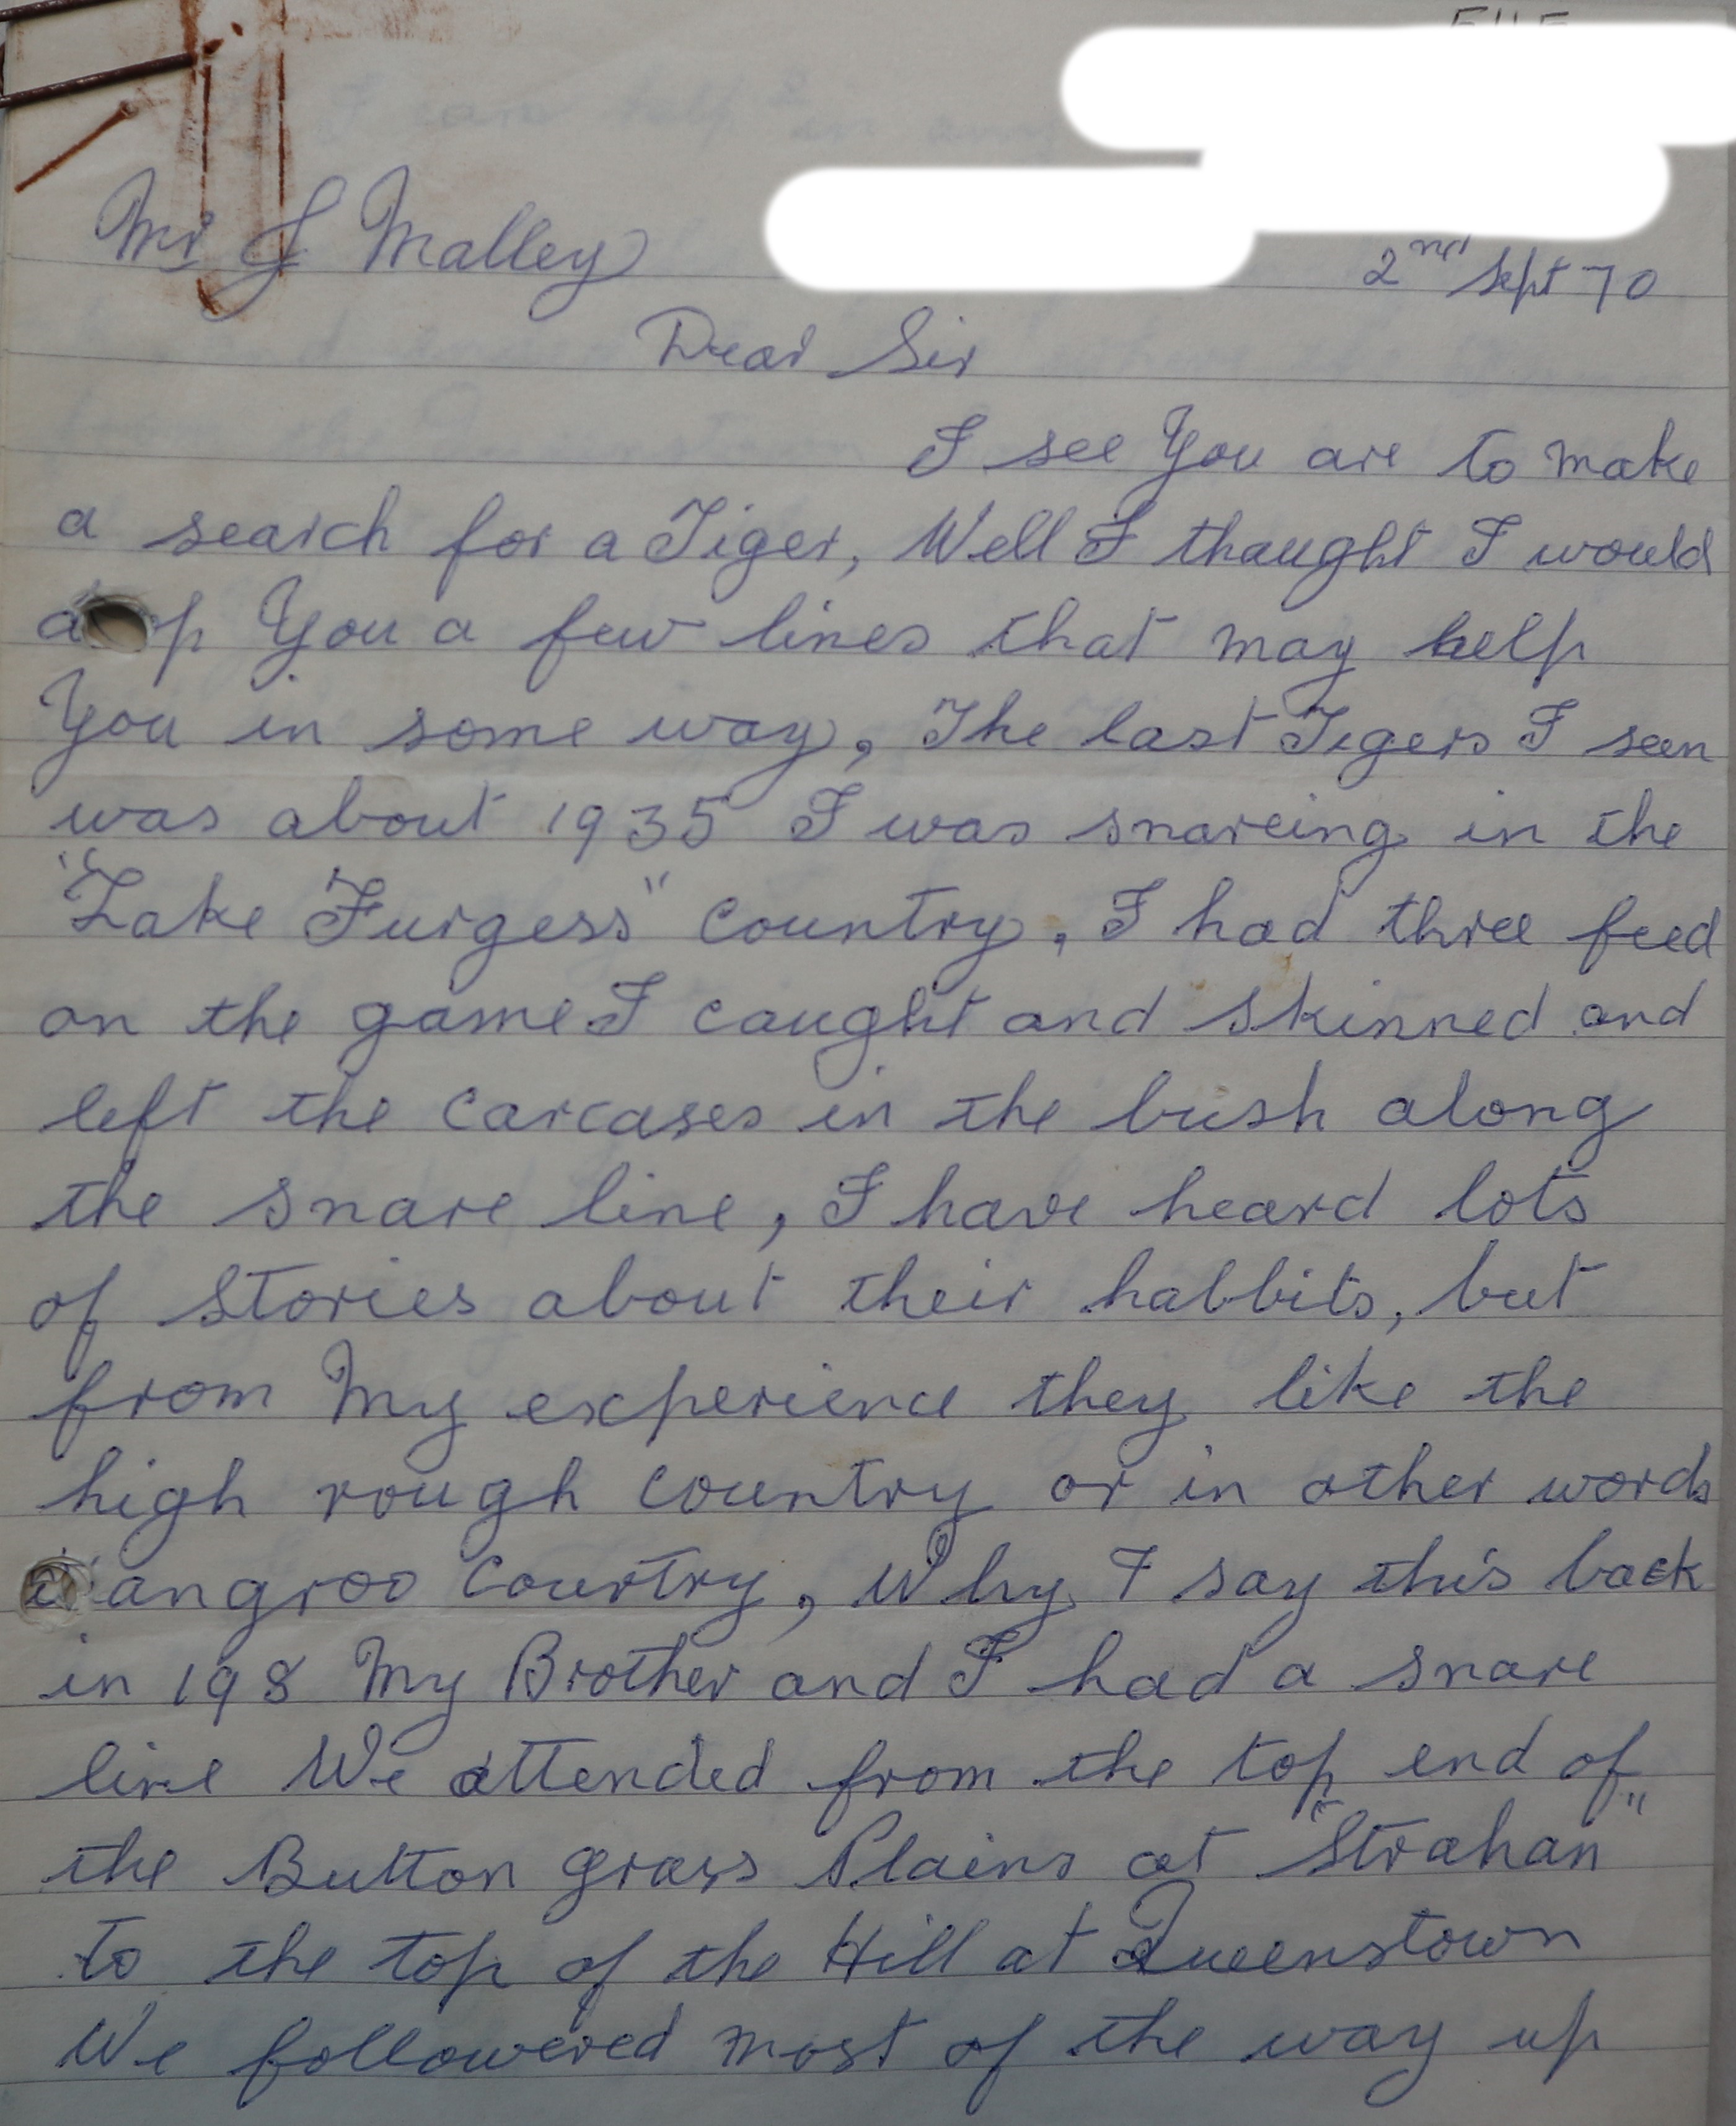 Mr J Malley
2nd Sept 70
Dear Sir
I see You are to make
a search for a Tiger, Well I thaught I would
You a few lines that may help
You in some way, The last Tigers I seen
was about 1935 I was snareing in the
"Lake Furgess" country, I had three feed
on the game I caught and skinned and
left the carcases in the bush along
the snare line, I have heard lots
of stories about their habbits, but
from My experience they like the
high rough country or in other words
angroo country, Why I say this back
in 198 My Brother and I had a snare
line We attended from the top end of
the Button grass Plains at "Strahan"
to the top of the Hill at Queenstown
We followered most of the way up